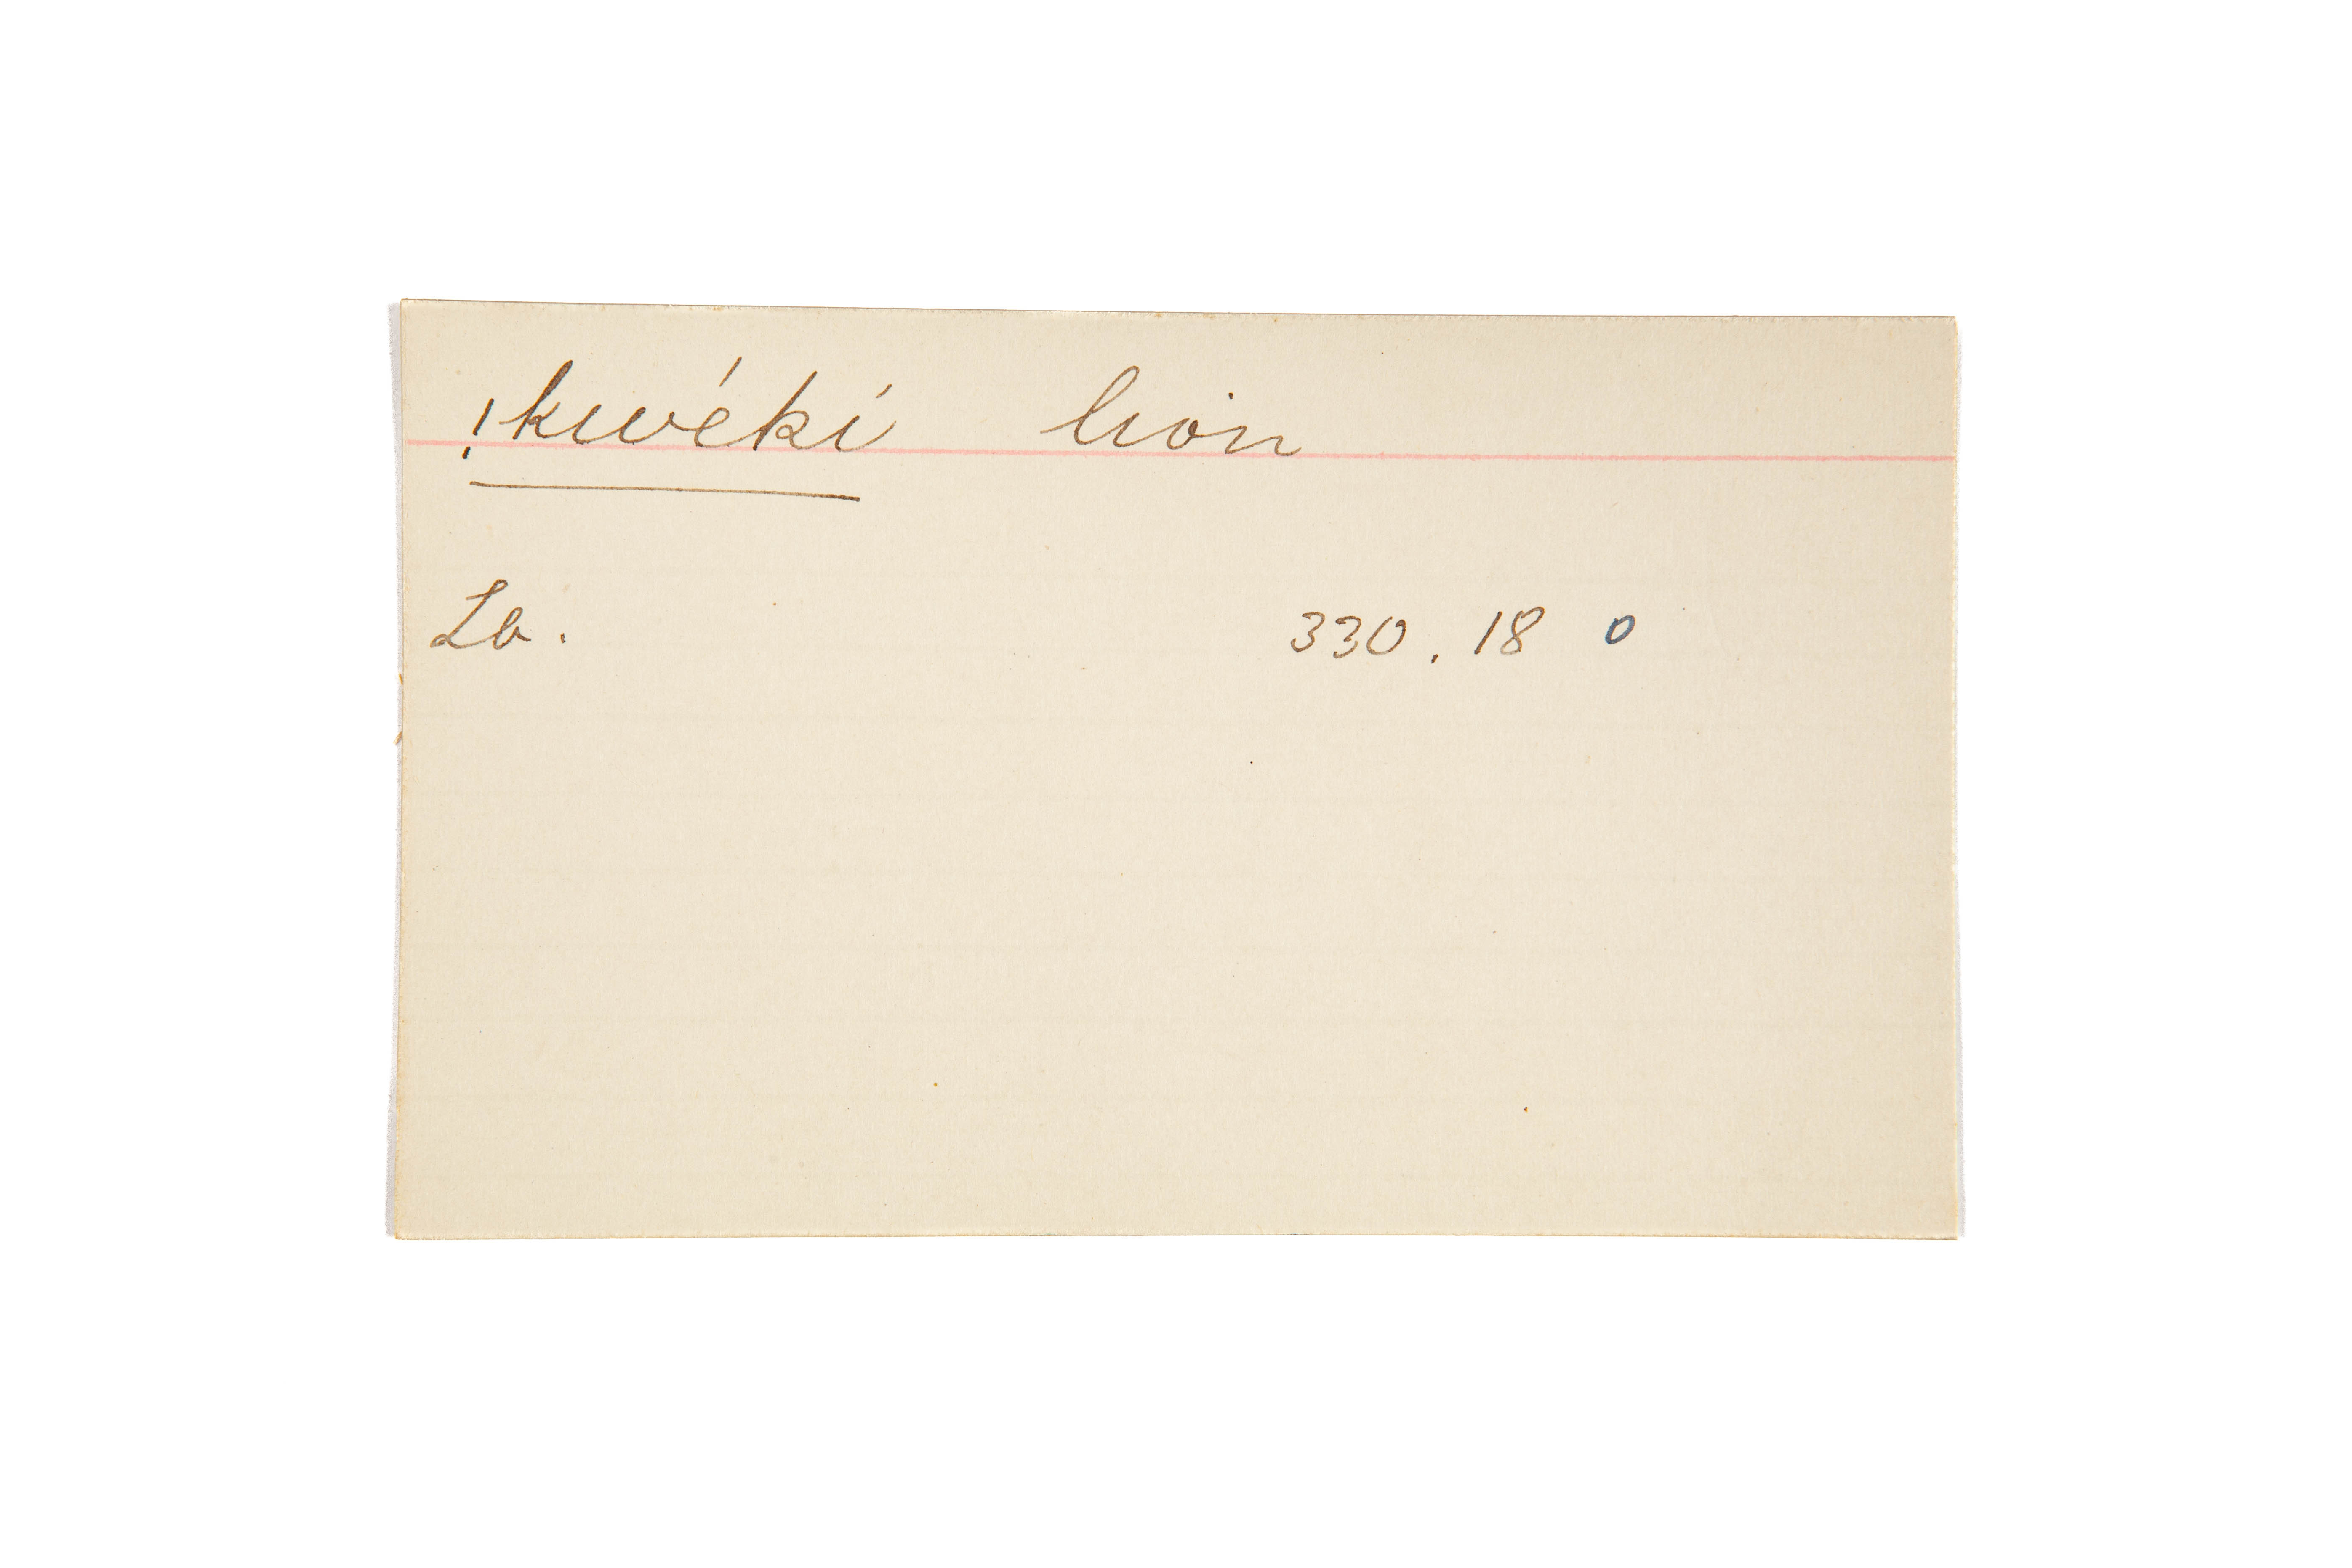 !kwéki lion
Lb. 330. 18 0